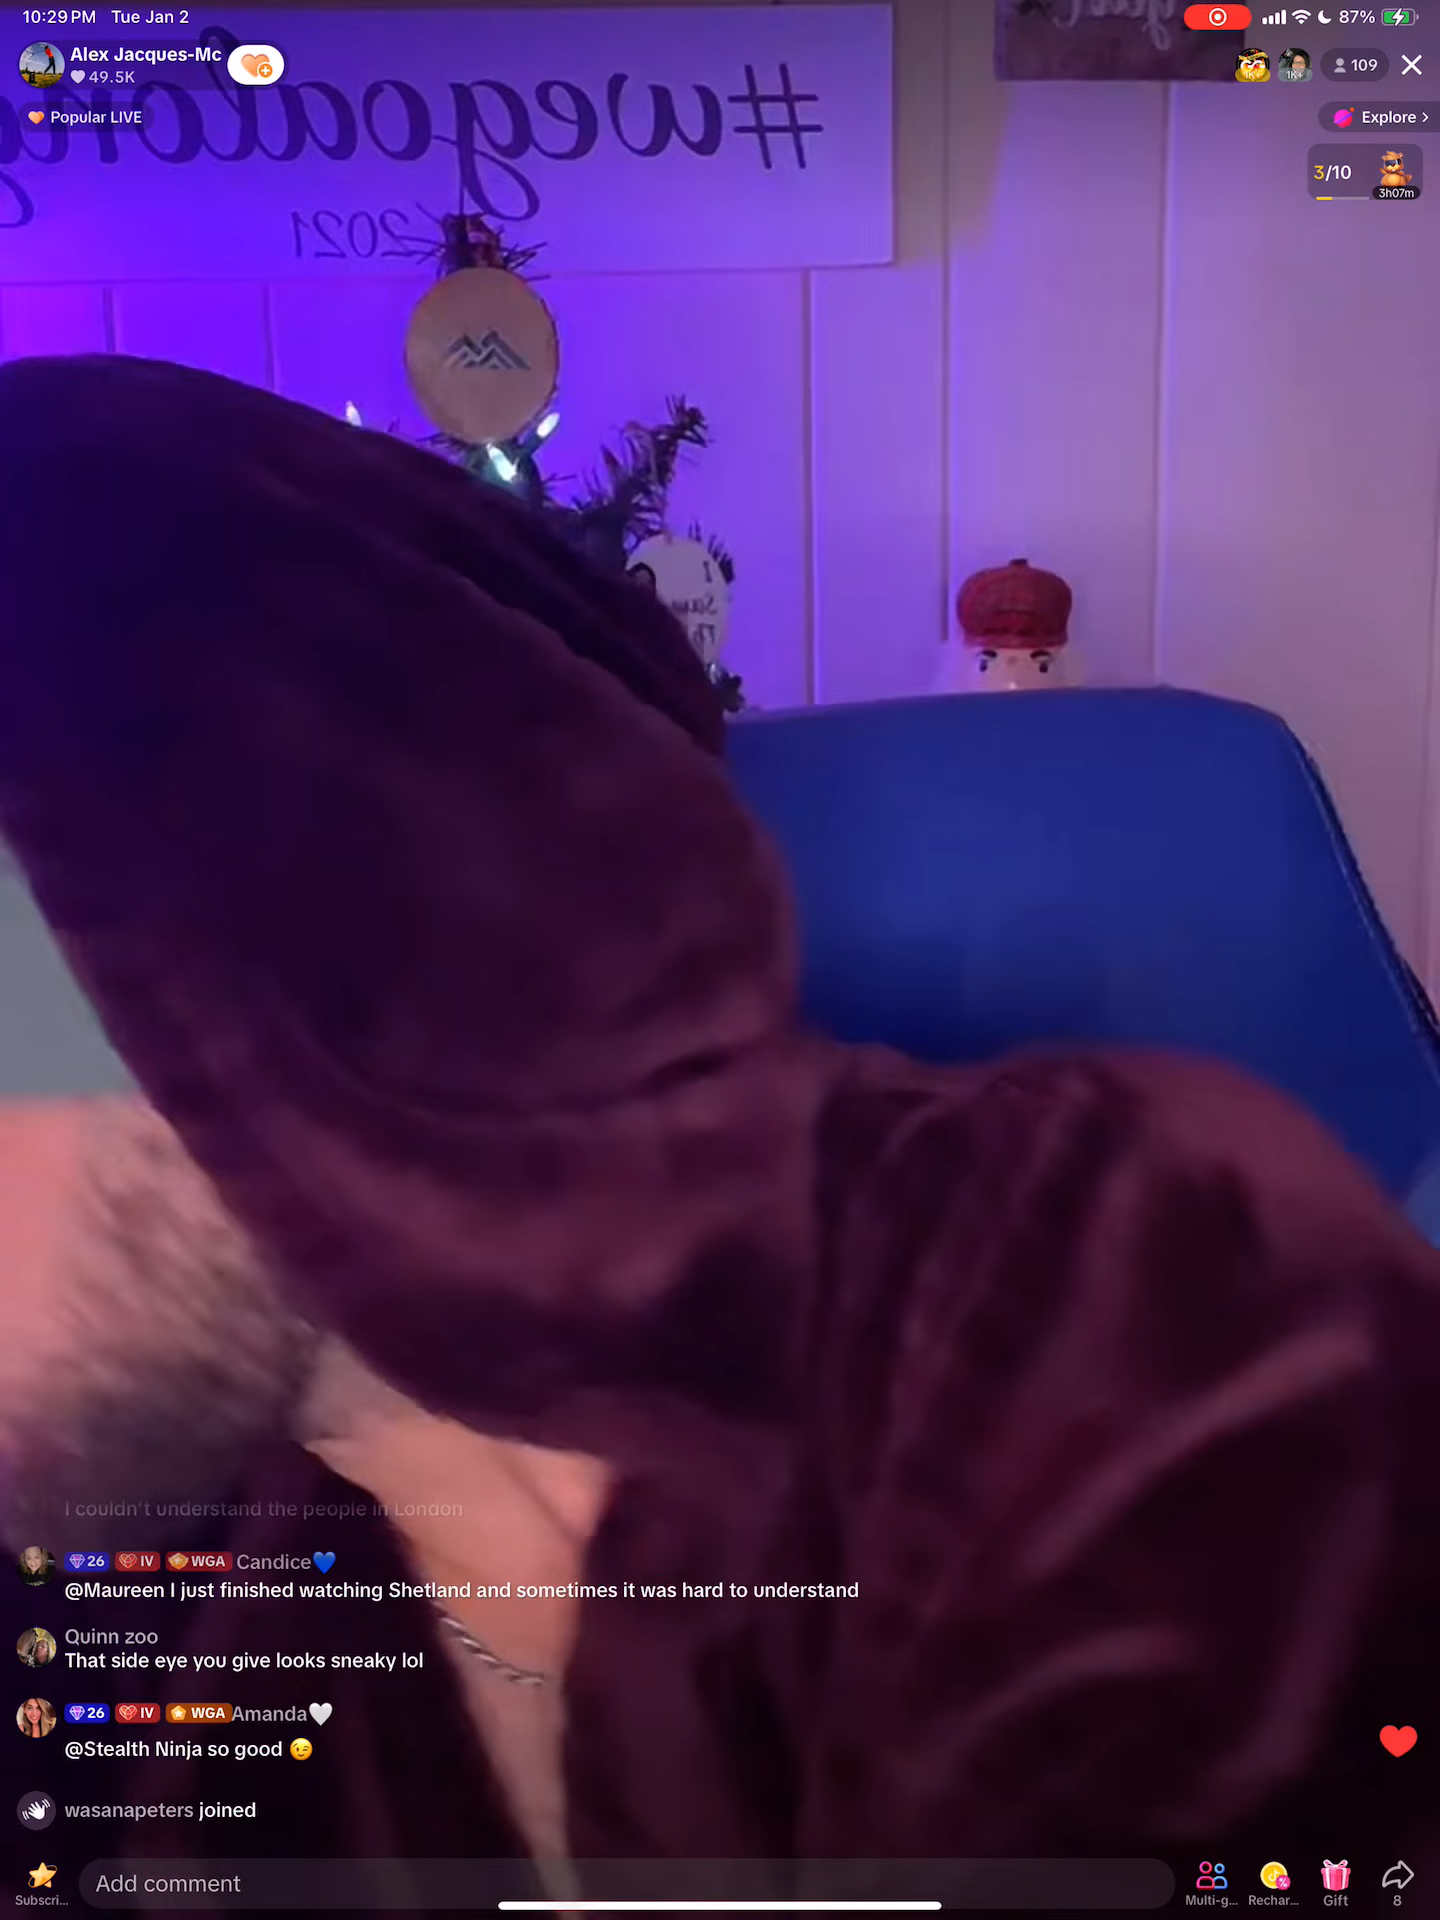 10:29 PM Tue Jan 2
87%
Alex Jacques-Mc
49.5K
1K+
1K+
109
Popular LIVE
Explore >
3/10
3h07m
2021
I couldn't understand the people in London
26 IV WGA Candice💙
@Maureen I just finished watching Shetland and sometimes it was hard to understand
Quinn zoo
That side eye you give looks sneaky lol
26 IV WGA Amanda🤍
@Stealth Ninja so good 😉
wasanapeters joined
Subscri...
Add comment
Multi-g...
Rechar...
Gift
8